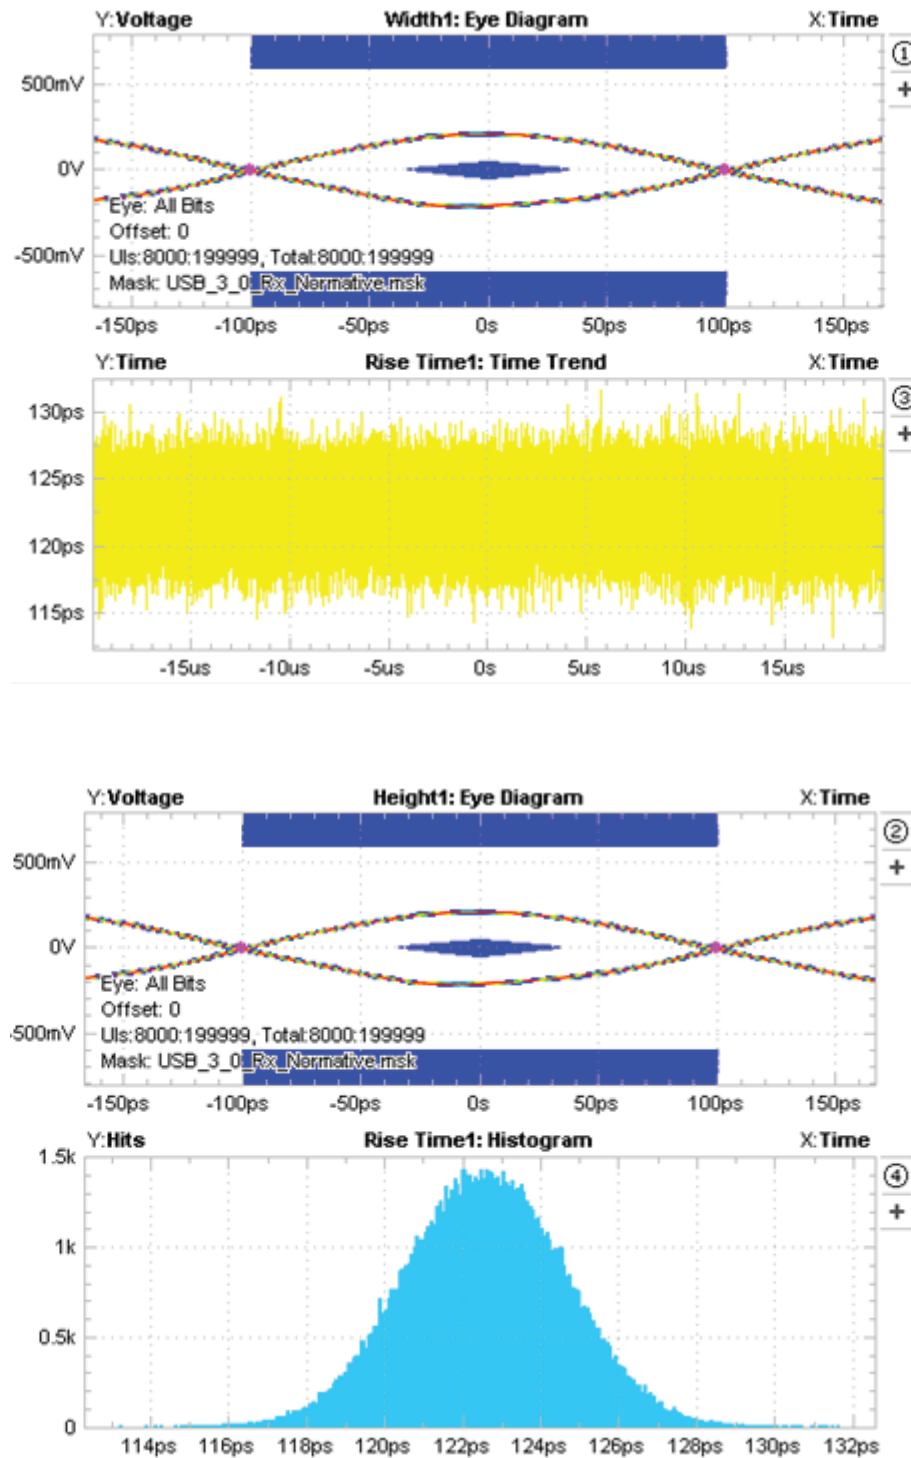 Y:Voltage Width1: Eye Diagram X:Time
①
+
500mV
0V
-500mV
Eye: All Bits
Offset: 0
UIs:8000:199999, Total:8000:199999
Mask: USB_3_0_Rx_Normative.msk
-150ps -100ps -50ps 0s 50ps 100ps 150ps
Y:Time Rise Time1: Time Trend X:Time
③
+
130ps
125ps
120ps
115ps
-15us -10us -5us 0s 5us 10us 15us
Y:Voltage Height1: Eye Diagram X:Time
②
+
500mV
0V
-500mV
Eye: All Bits
Offset: 0
UIs:8000:199999, Total:8000:199999
Mask: USB_3_0_Rx_Normative.msk
-150ps -100ps -50ps 0s 50ps 100ps 150ps
Y:Hits Rise Time1: Histogram X:Time
④
+
1.5k
1k
0.5k
0
114ps 116ps 118ps 120ps 122ps 124ps 126ps 128ps 130ps 132ps